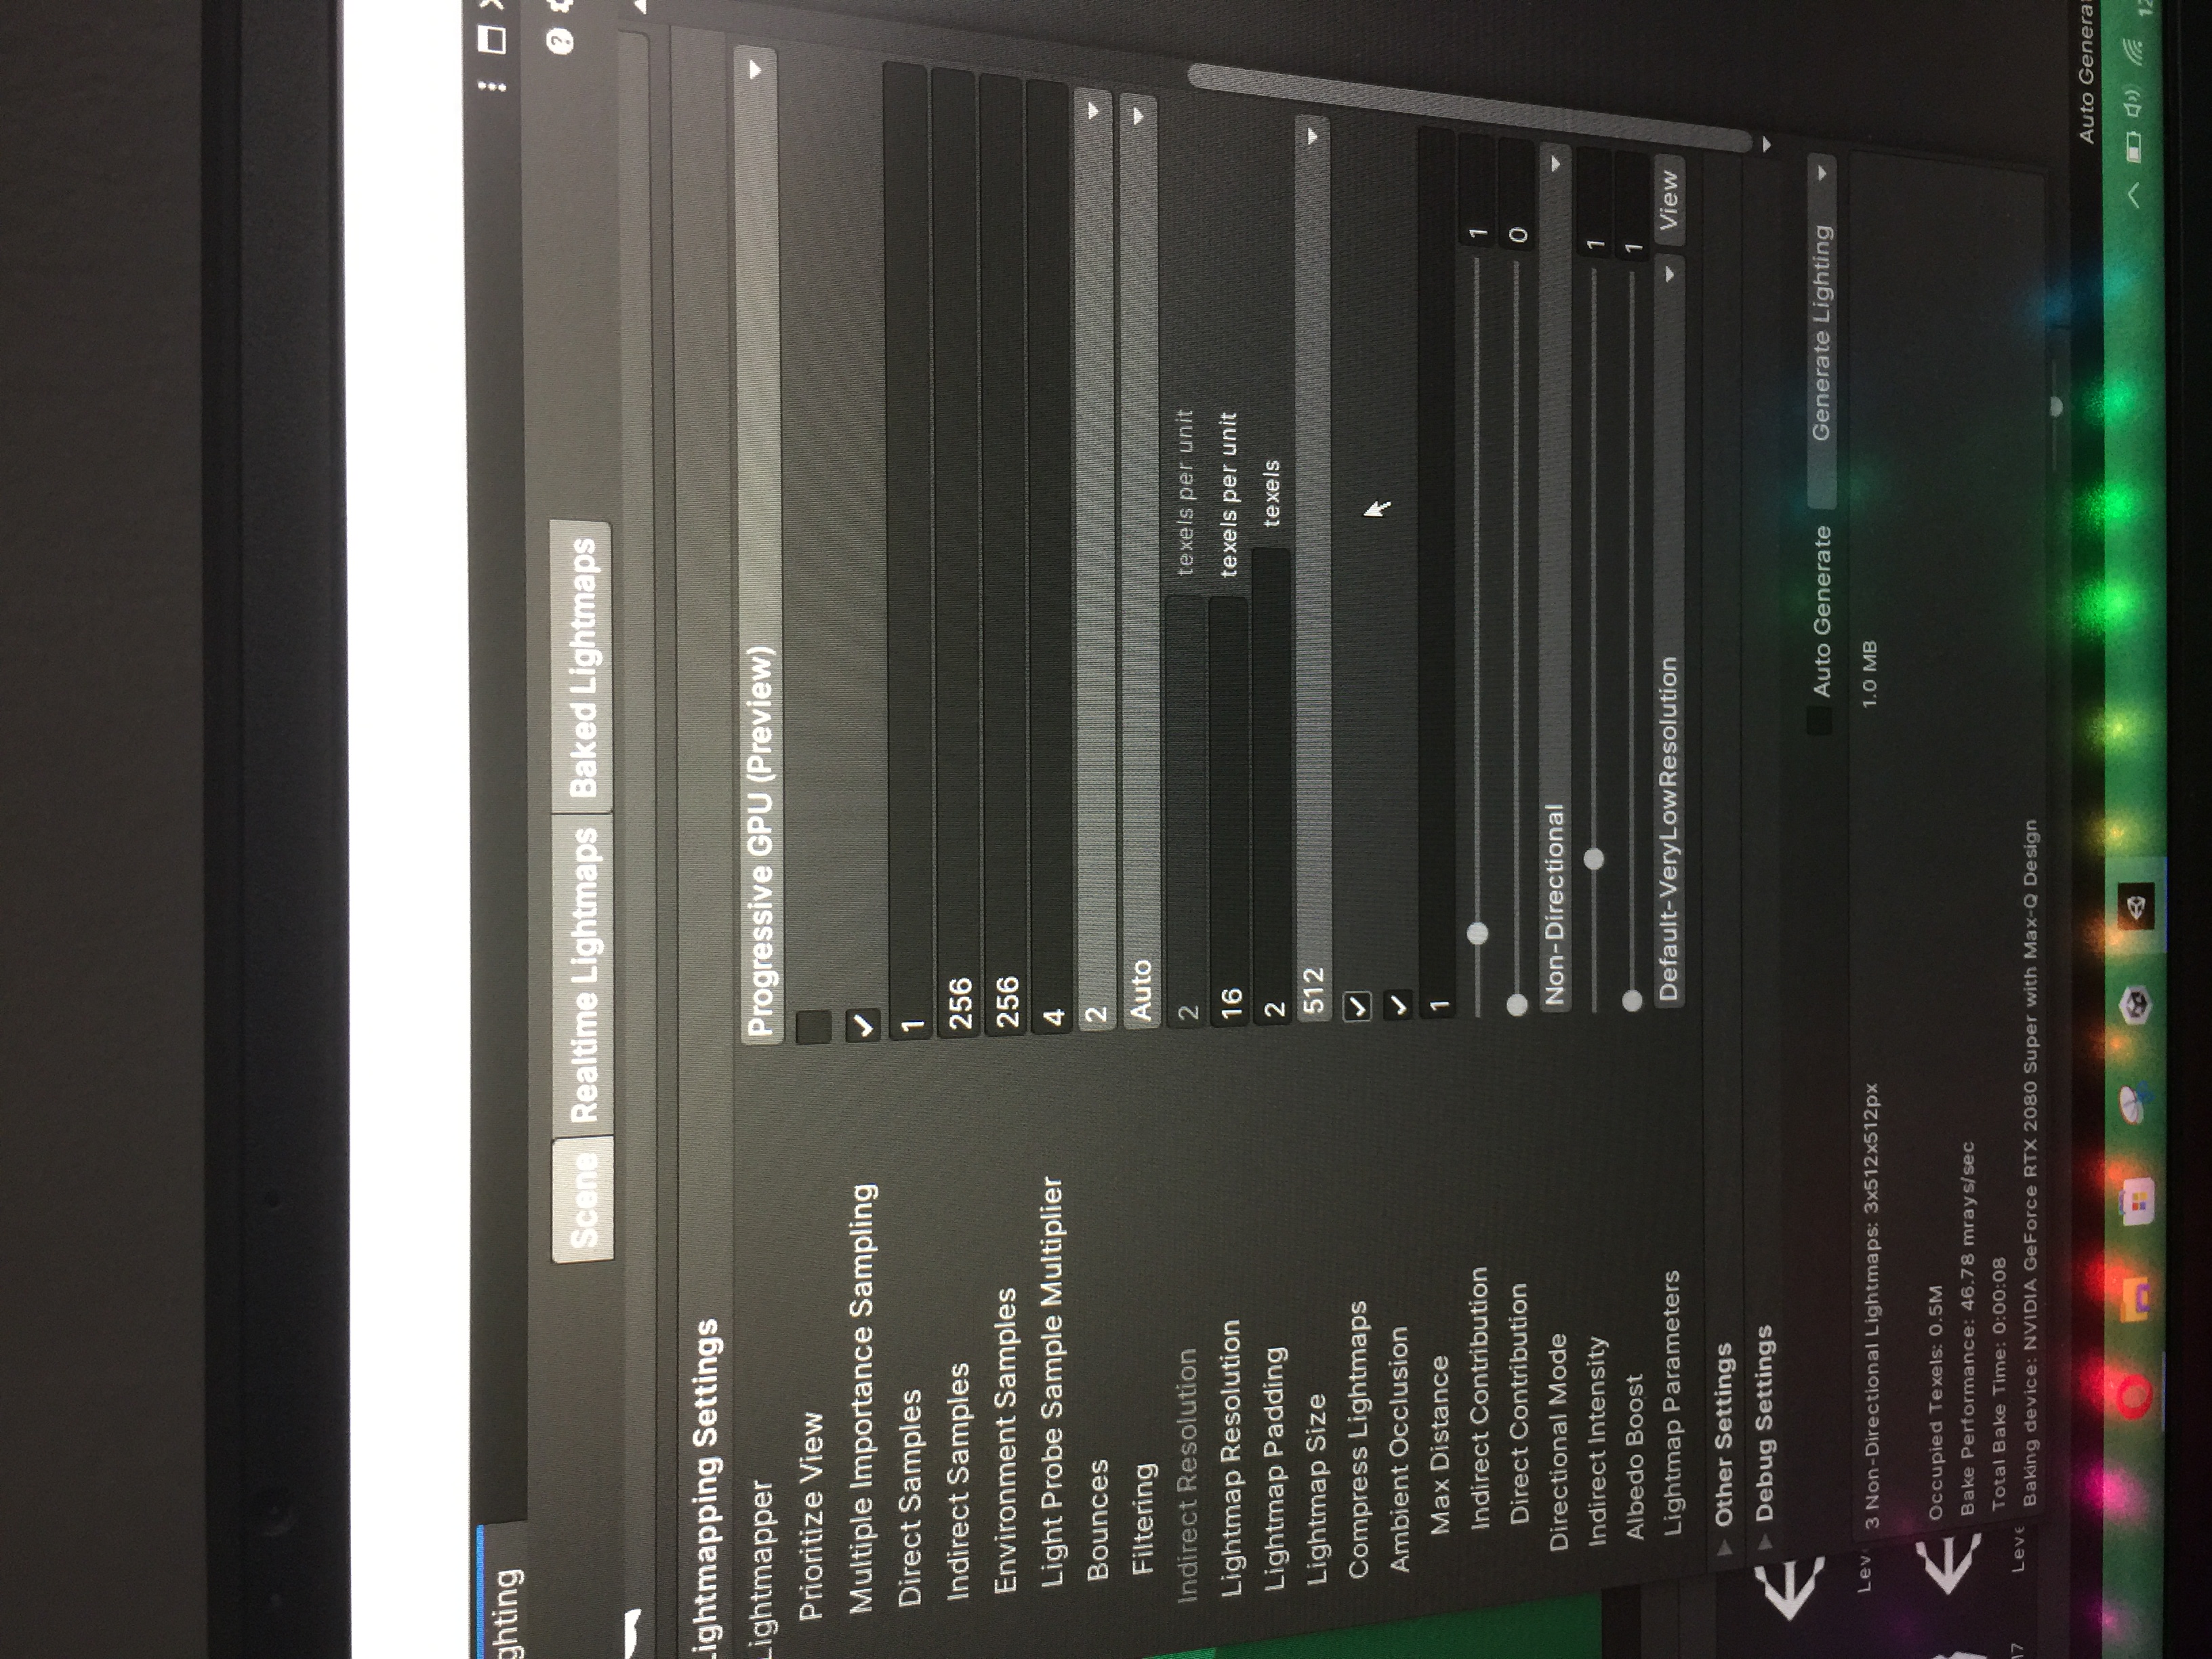 ghting
Scene Realtime Lightmaps Baked Lightmaps
Lightmapping Settings
Lightmapper Progressive GPU (Preview)
Prioritize View
Multiple Importance Sampling
Direct Samples 1
Indirect Samples 256
Environment Samples 256
Light Probe Sample Multiplier 4
Bounces 2
Filtering Auto
Indirect Resolution 2 texels per unit
Lightmap Resolution 16 texels per unit
Lightmap Padding 2 texels
Lightmap Size 512
Compress Lightmaps
Ambient Occlusion
Max Distance 1
Indirect Contribution 1
Direct Contribution 0
Directional Mode Non-Directional
Indirect Intensity 1
Albedo Boost 1
Lightmap Parameters Default-VeryLowResolution View
Other Settings
Debug Settings
Auto Generate Generate Lighting
Lev
3 Non-Directional Lightmaps: 3x512x512px 1.0 MB
Occupied Texels: 0.5M
Bake Performance: 46.78 mrays/sec
Total Bake Time: 0:00:08
17 Leve
Baking device: NVIDIA GeForce RTX 2080 Super with Max-Q Design
Auto Genera
12